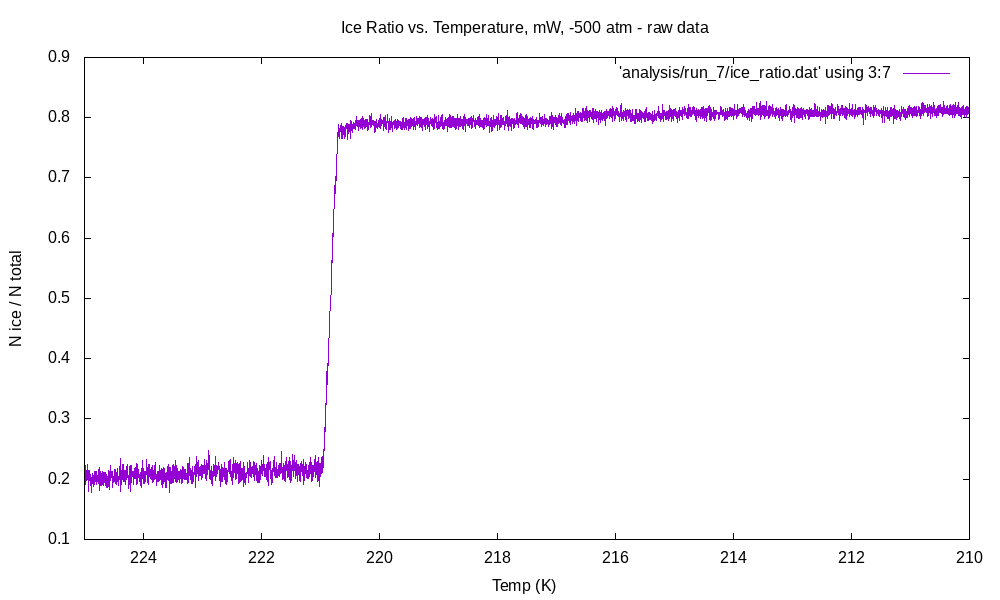 Ice Ratio vs. Temperature, mW, -500 atm - raw data
'analysis/run_7/ice_ratio.dat' using 3:7
N ice / N total
0.9
0.8
0.7
0.6
0.5
0.4
0.3
0.2
0.1
224 222 220 218 216 214 212 210
Temp (K)